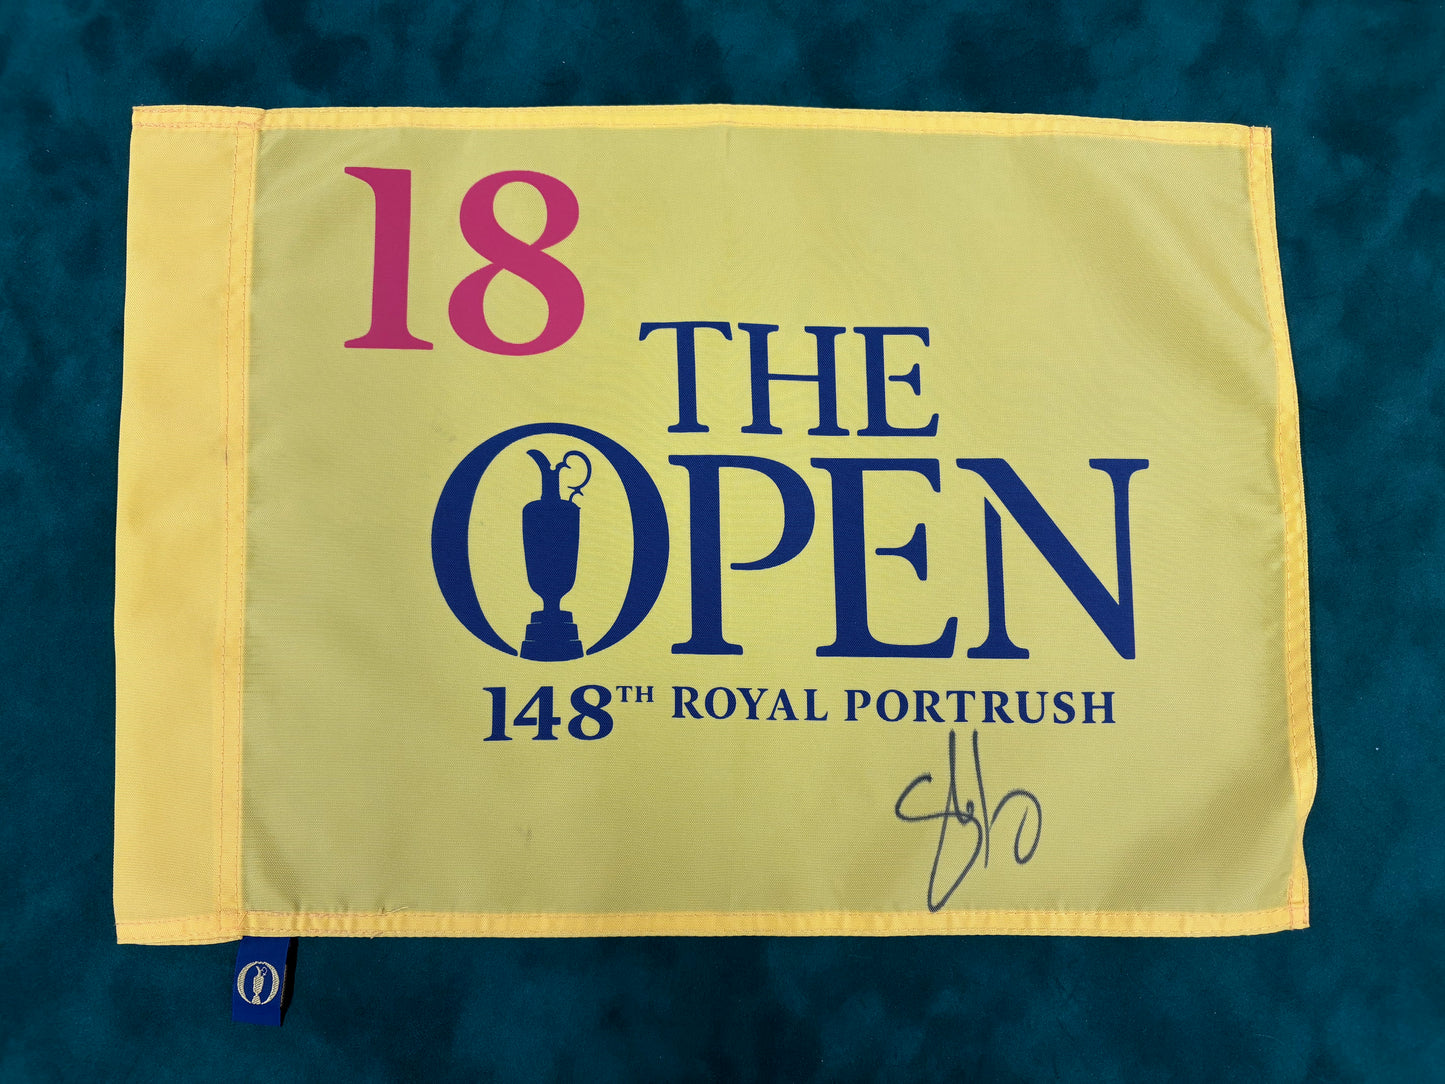 18
THE
OPEN
148TH ROYAL PORTRUSH